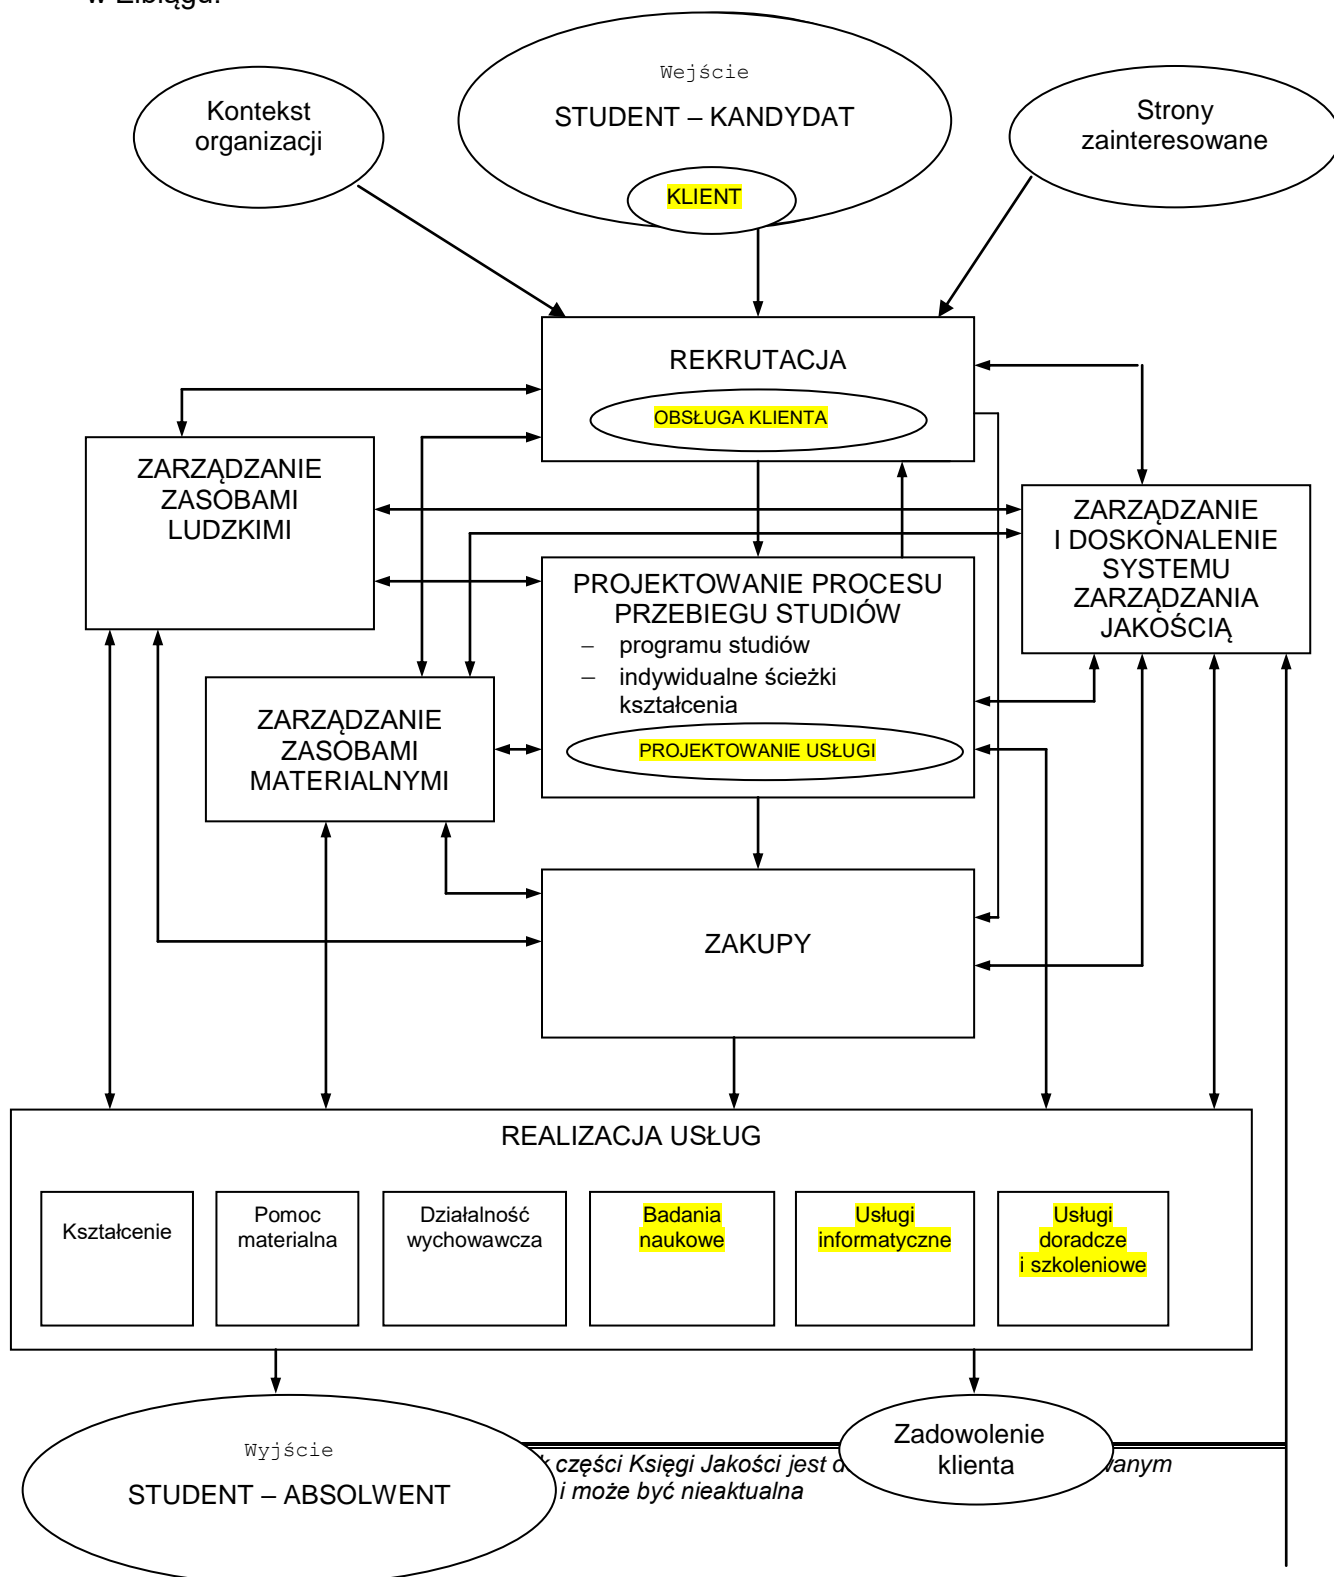 w Elblągu.
Wejście
STUDENT – KANDYDAT
KLIENT
Kontekst
organizacji
Strony
zainteresowane
REKRUTACJA
OBSŁUGA KLIENTA
ZARZĄDZANIE
ZASOBAMI
LUDZKIMI
ZARZĄDZANIE
I DOSKONALENIE
SYSTEMU
ZARZĄDZANIA
JAKOŚCIĄ
PROJEKTOWANIE PROCESU
PRZEBIEGU STUDIÓW
– programu studiów
– indywidualne ścieżki
kształcenia
PROJEKTOWANIE USŁUGI
ZARZĄDZANIE
ZASOBAMI
MATERIALNYMI
ZAKUPY
REALIZACJA USŁUG
Kształcenie
Pomoc
materialna
Działalność
wychowawcza
Badania
naukowe
Usługi
informatyczne
Usługi
doradcze
i szkoleniowe
Wyjście
STUDENT – ABSOLWENT
Zadowolenie
klienta
części Księgi Jakości jest
i może być nieaktualna